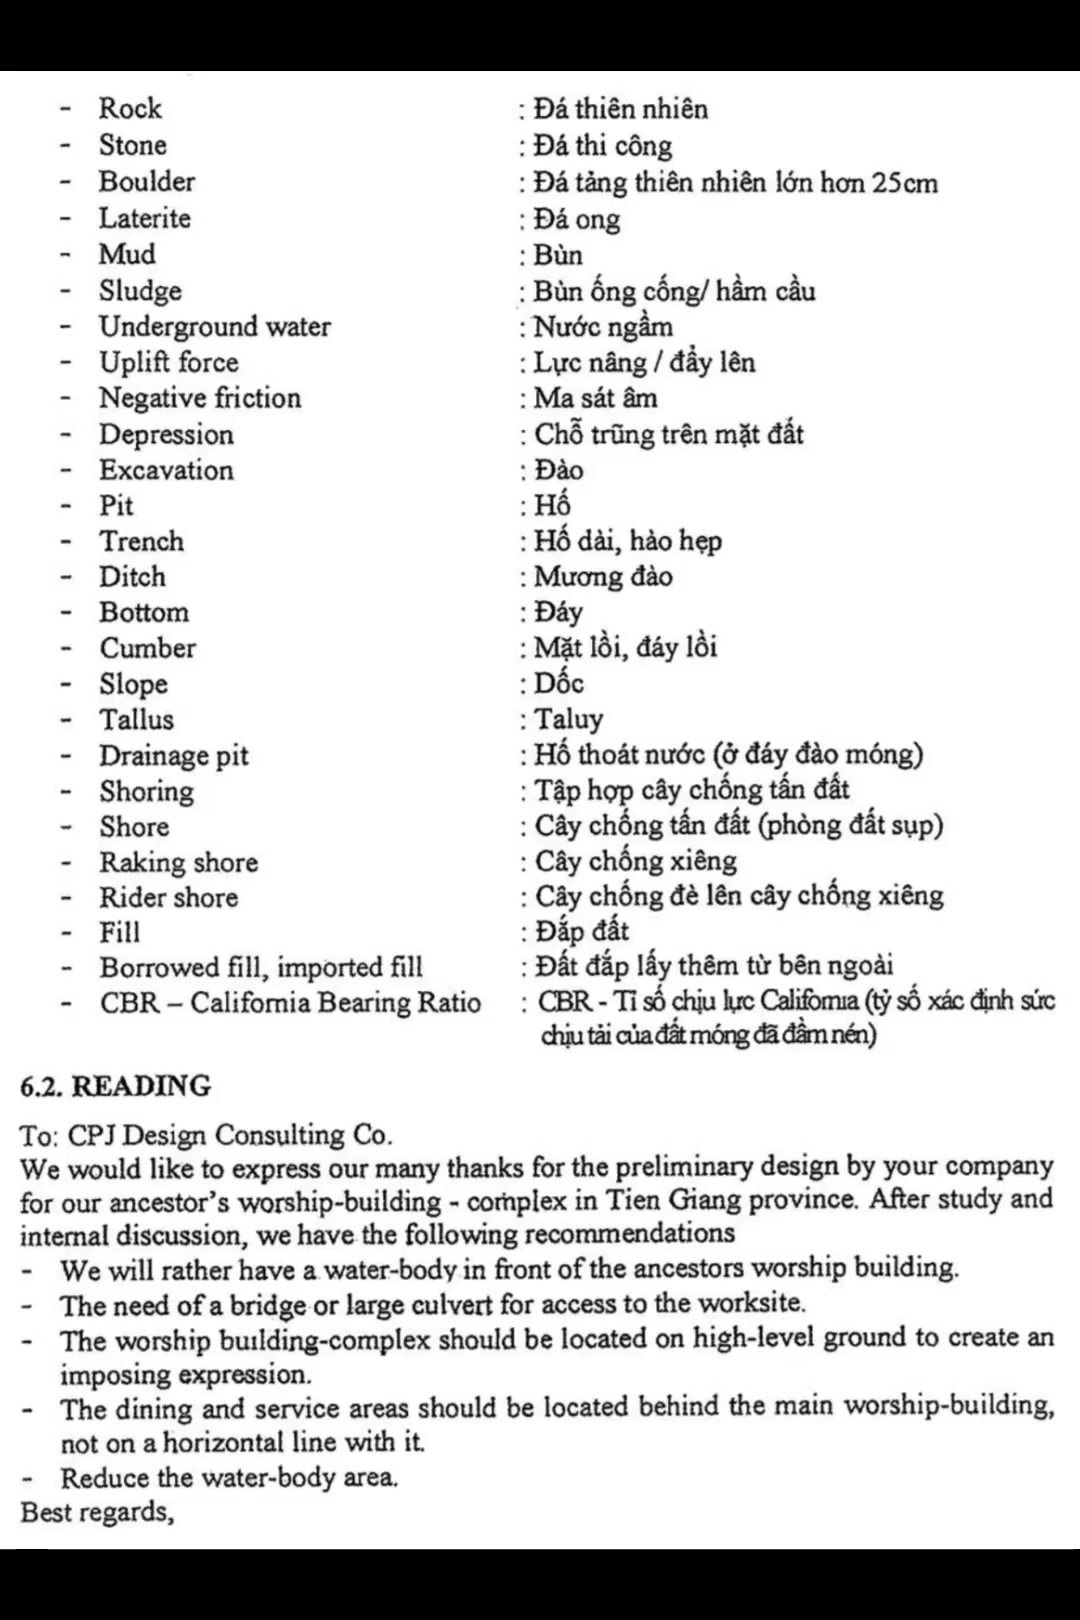 - Rock : Đá thiên nhiên
- Stone : Đá thi công
- Boulder : Đá tảng thiên nhiên lớn hơn 25cm
- Laterite : Đá ong
- Mud : Bùn
- Sludge : Bùn ống cống/ hầm cầu
- Underground water : Nước ngầm
- Uplift force : Lực nâng / đẩy lên
- Negative friction : Ma sát âm
- Depression : Chỗ trũng trên mặt đất
- Excavation : Đào
- Pit : Hố
- Trench : Hố dài, hào hẹp
- Ditch : Mương đào
- Bottom : Đáy
- Cumber : Mặt lồi, đáy lồi
- Slope : Dốc
- Tallus : Taluy
- Drainage pit : Hố thoát nước (ở đáy đào móng)
- Shoring : Tập hợp cây chống tấn đất
- Shore : Cây chống tấn đất (phòng đất sụp)
- Raking shore : Cây chống xiêng
- Rider shore : Cây chống đè lên cây chống xiêng
- Fill : Đắp đất
- Borrowed fill, imported fill : Đất đắp lấy thêm từ bên ngoài
- CBR – California Bearing Ratio : CBR - Tỉ số chịu lực California (tỷ số xác định sức
chịu tải của đất móng đã đầm nén)
6.2. READING
To: CPJ Design Consulting Co.
We would like to express our many thanks for the preliminary design by your company
for our ancestor's worship-building - complex in Tien Giang province. After study and
internal discussion, we have the following recommendations
- We will rather have a water-body in front of the ancestors worship building.
- The need of a bridge or large culvert for access to the worksite.
- The worship building-complex should be located on high-level ground to create an
imposing expression.
- The dining and service areas should be located behind the main worship-building,
not on a horizontal line with it.
- Reduce the water-body area.
Best regards,